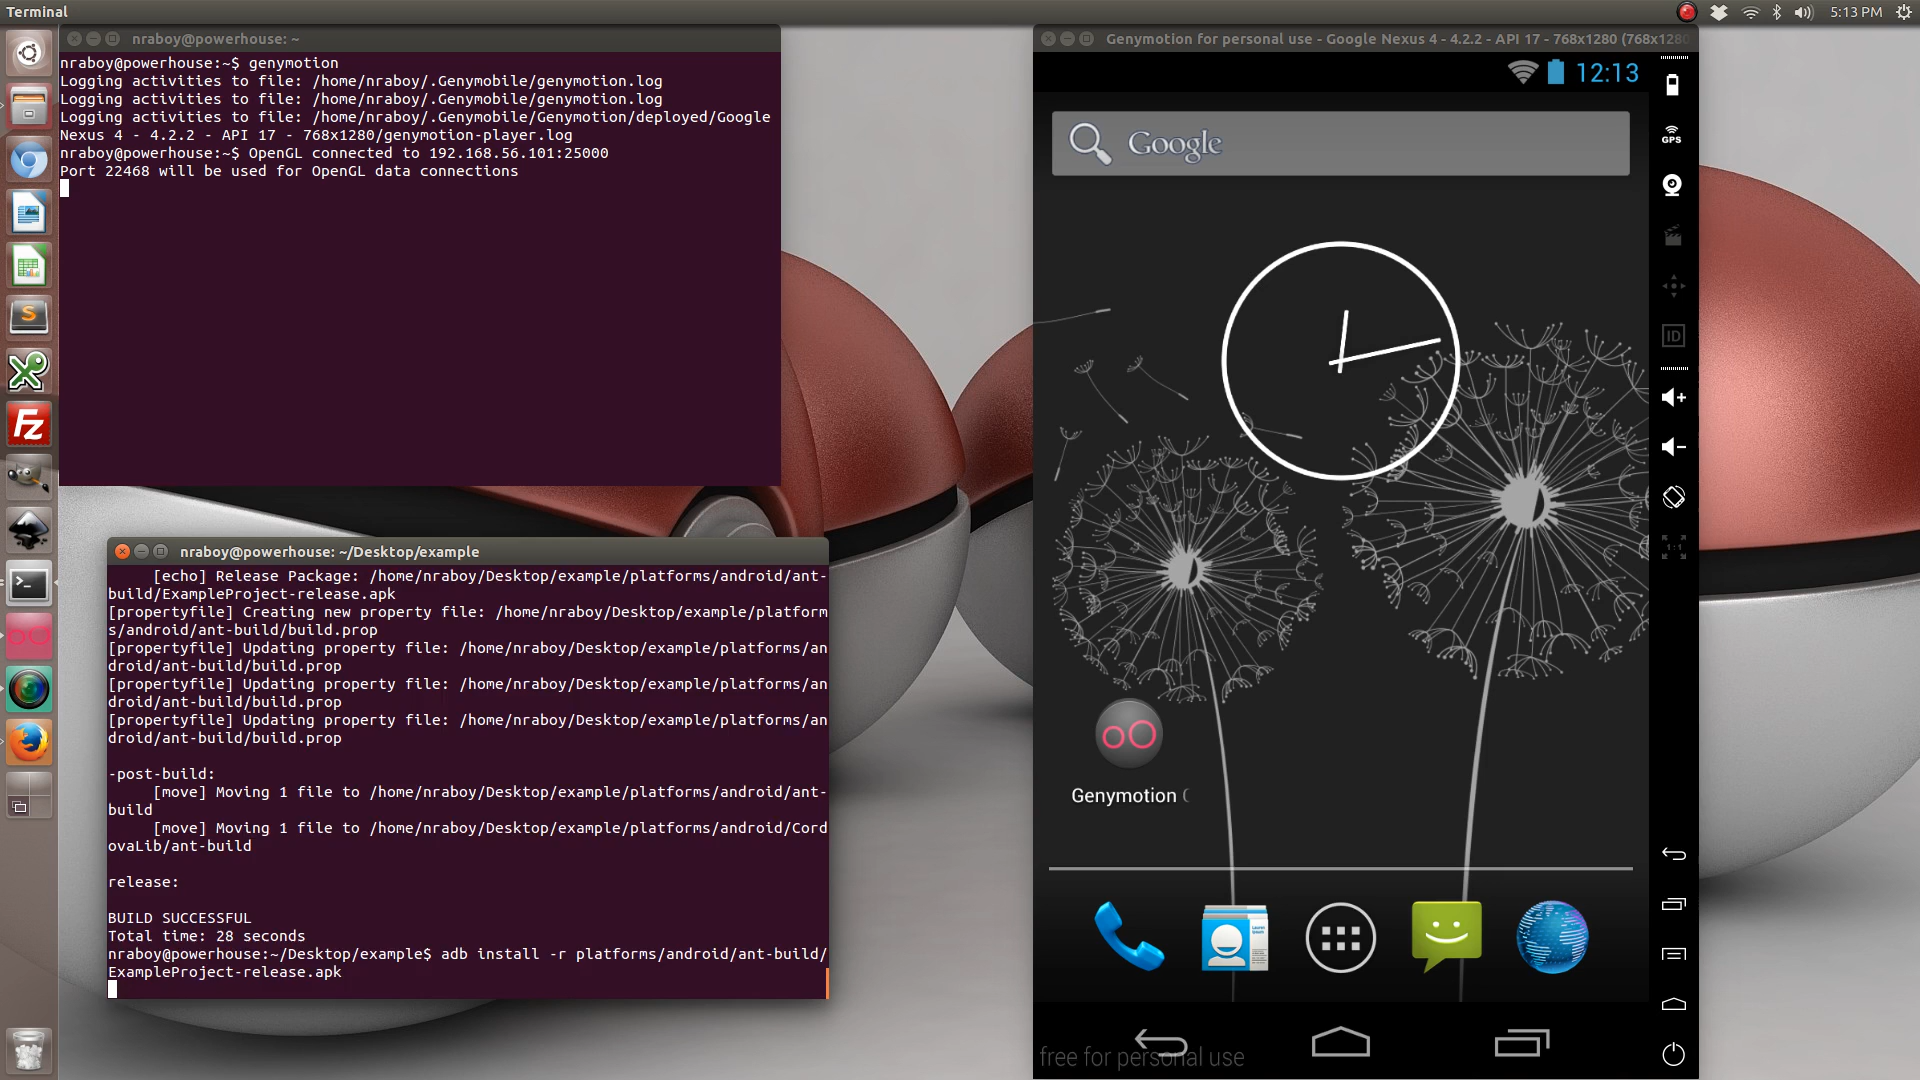 Terminal
5:13 PM
nraboy@powerhouse: ~
nraboy@powerhouse:~$ genymotion
Logging activities to file: /home/nraboy/.Genymobile/genymotion.log
Logging activities to file: /home/nraboy/.Genymobile/genymotion.log
Logging activities to file: /home/nraboy/.Genymobile/Genymotion/deployed/Google
Nexus 4 - 4.2.2 - API 17 - 768x1280/genymotion-player.log
nraboy@powerhouse:~$ OpenGL connected to 192.168.56.101:25000
Port 22468 will be used for OpenGL data connections
nraboy@powerhouse: ~/Desktop/example
[echo] Release Package: /home/nraboy/Desktop/example/platforms/android/ant-
build/ExampleProject-release.apk
[propertyfile] Creating new property file: /home/nraboy/Desktop/example/platform
s/android/ant-build/build.prop
[propertyfile] Updating property file: /home/nraboy/Desktop/example/platforms/an
droid/ant-build/build.prop
[propertyfile] Updating property file: /home/nraboy/Desktop/example/platforms/an
droid/ant-build/build.prop
[propertyfile] Updating property file: /home/nraboy/Desktop/example/platforms/an
droid/ant-build/build.prop
-post-build:
[move] Moving 1 file to /home/nraboy/Desktop/example/platforms/android/ant-
build
[move] Moving 1 file to /home/nraboy/Desktop/example/platforms/android/Cord
ovaLib/ant-build
release:
BUILD SUCCESSFUL
Total time: 28 seconds
nraboy@powerhouse:~/Desktop/example$ adb install -r platforms/android/ant-build/
ExampleProject-release.apk
Genymotion for personal use - Google Nexus 4 - 4.2.2 - API 17 - 768x1280 (768x1280
12:13
Google
GPS
ID
1:1
Genymotion
free for personal use